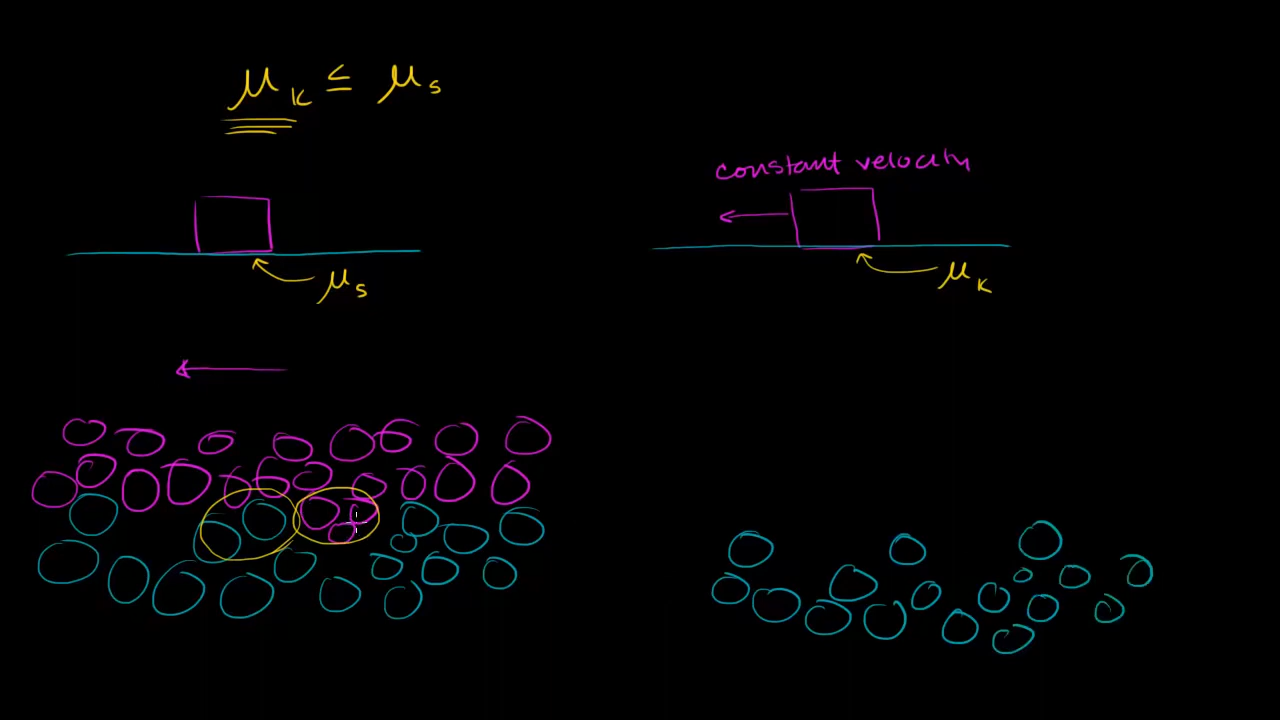 μk ≤ μs
constant velocity
μs
μk